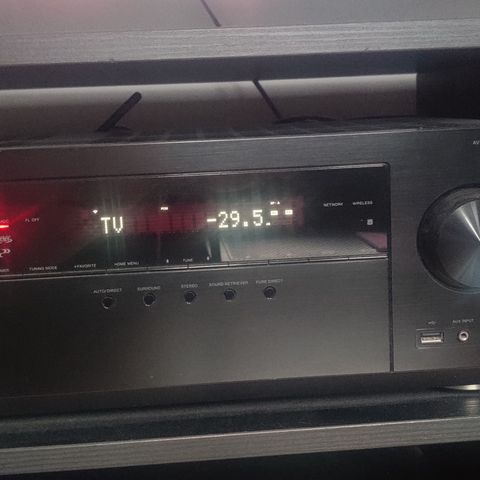 AV
FL OFF
NETWORK WIRELESS
TV -29.5
TUNING MODE +FAVORITE HOME MENU TUNE
AUTO/DIRECT SURROUND STEREO SOUND RETRIEVER PURE DIRECT
AUX INPUT